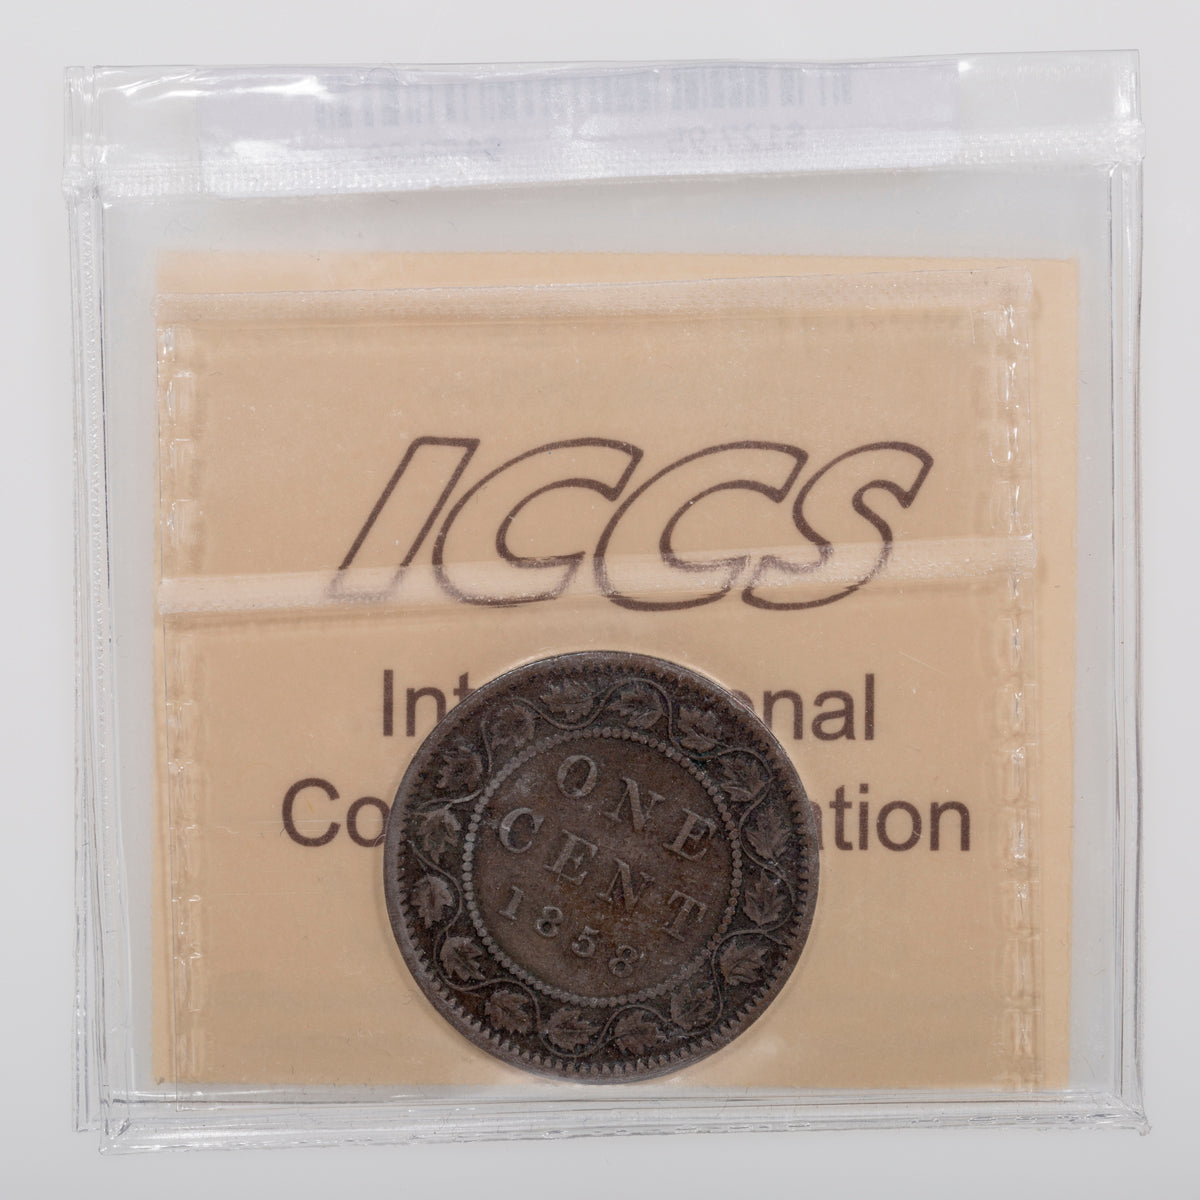 ICCS
Int nal
Co ation
ONE
CENT
1858